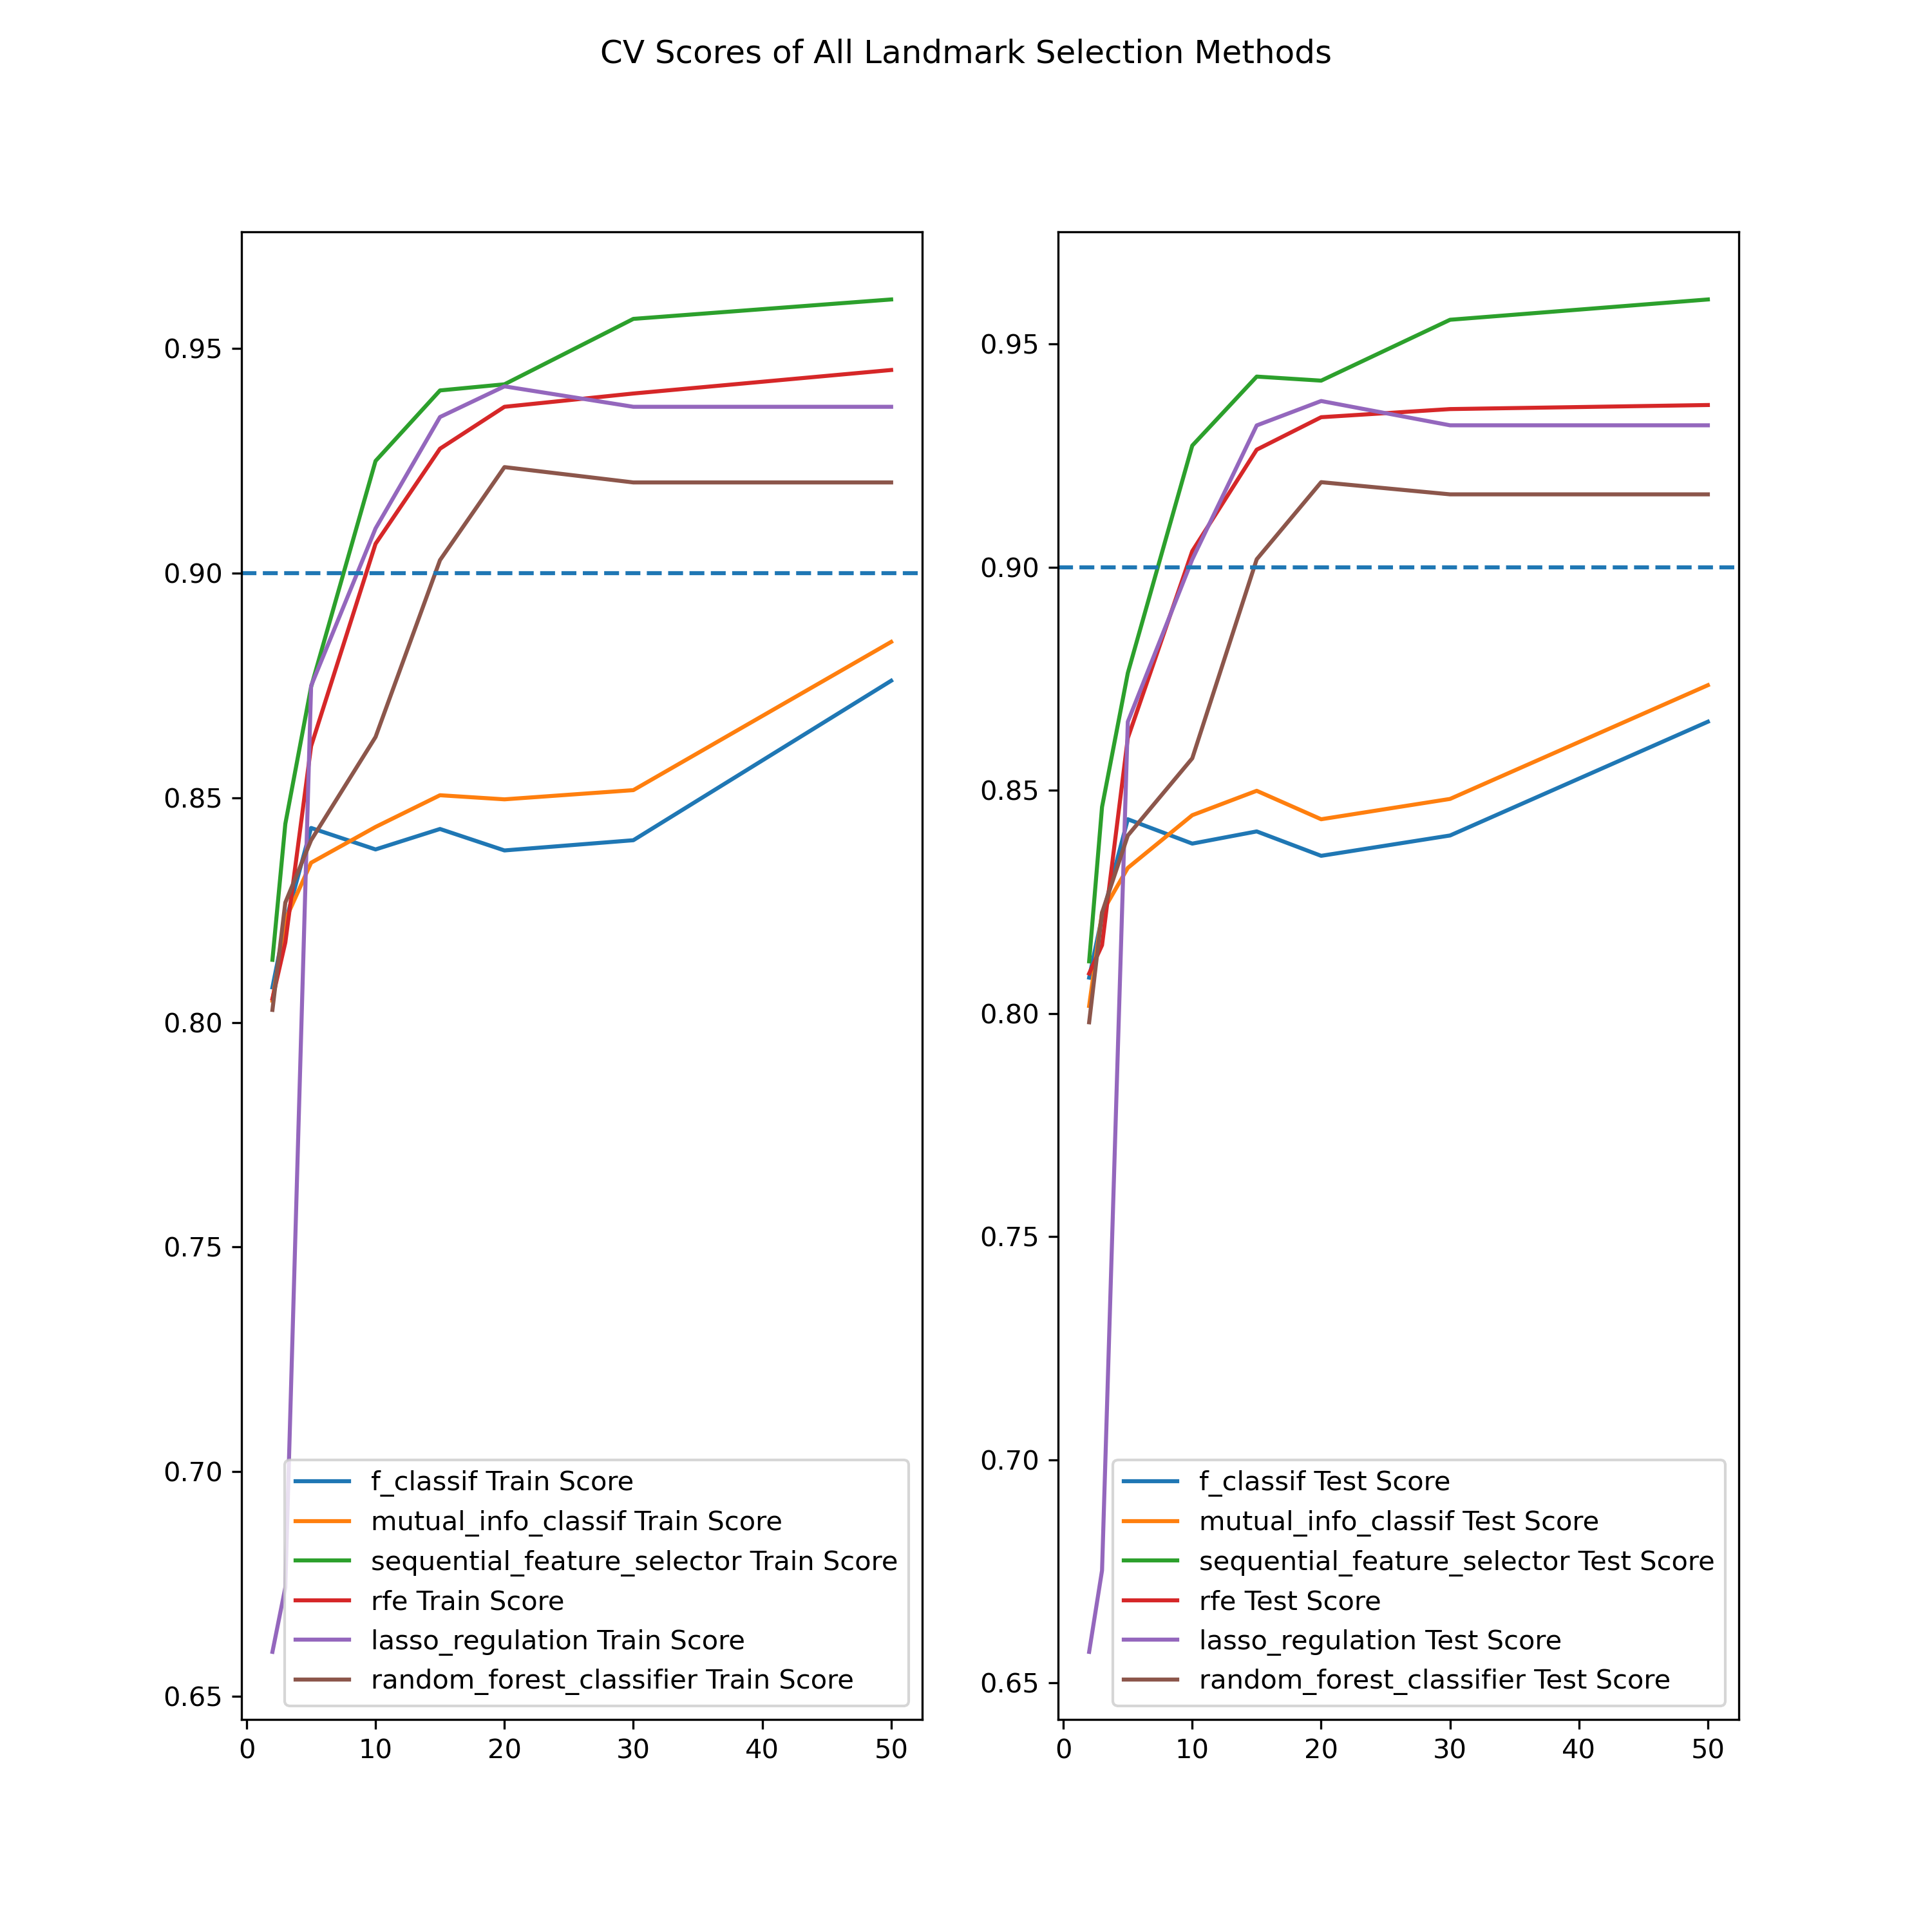 CV Scores of All Landmark Selection Methods
0.95
0.90
0.85
0.80
0.75
0.70
0.65
0 10 20 30 40 50
f_classif Train Score
mutual_info_classif Train Score
sequential_feature_selector Train Score
rfe Train Score
lasso_regulation Train Score
random_forest_classifier Train Score
0.95
0.90
0.85
0.80
0.75
0.70
0.65
0 10 20 30 40 50
f_classif Test Score
mutual_info_classif Test Score
sequential_feature_selector Test Score
rfe Test Score
lasso_regulation Test Score
random_forest_classifier Test Score